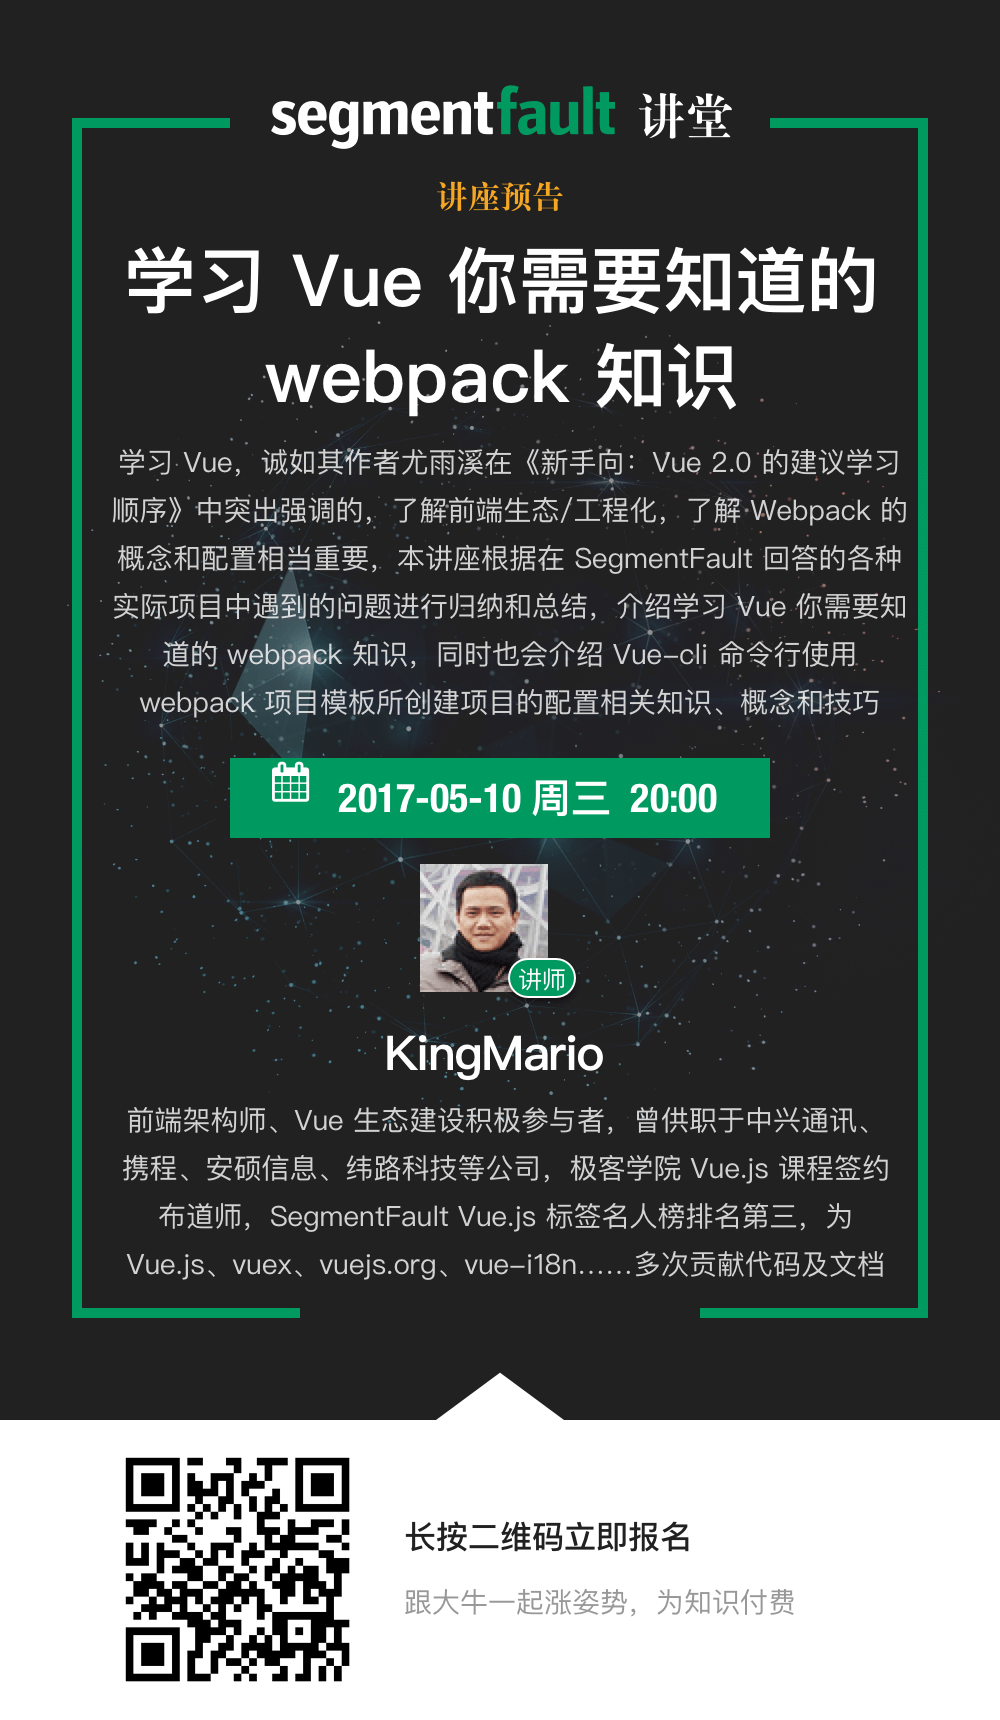 segmentfault 讲堂
讲座预告
学习 Vue 你需要知道的
webpack 知识
学习 Vue，诚如其作者尤雨溪在《新手向：Vue 2.0 的建议学习
顺序》中突出强调的，了解前端生态/工程化，了解 Webpack 的
概念和配置相当重要，本讲座根据在 SegmentFault 回答的各种
实际项目中遇到的问题进行归纳和总结，介绍学习 Vue 你需要知
道的 webpack 知识，同时也会介绍 Vue-cli 命令行使用
webpack 项目模板所创建项目的配置相关知识、概念和技巧
2017-05-10 周三 20:00
讲师
KingMario
前端架构师、Vue 生态建设积极参与者，曾供职于中兴通讯、
携程、安硕信息、纬路科技等公司，极客学院 Vue.js 课程签约
布道师，SegmentFault Vue.js 标签名人榜排名第三，为
Vue.js、vuex、vuejs.org、vue-i18n……多次贡献代码及文档
长按二维码立即报名
跟大牛一起涨姿势，为知识付费